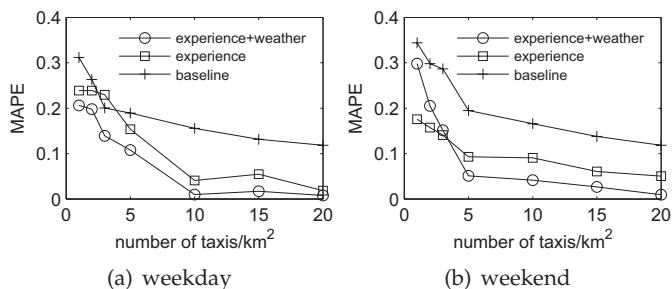 0.4
0.3
0.2
0.1
0
MAPE
experience+weather
experience
baseline
0 5 10 15 20
number of taxis/km²
(a) weekday
0.4
0.3
0.2
0.1
0
MAPE
experience+weather
experience
baseline
0 5 10 15 20
number of taxis/km²
(b) weekend